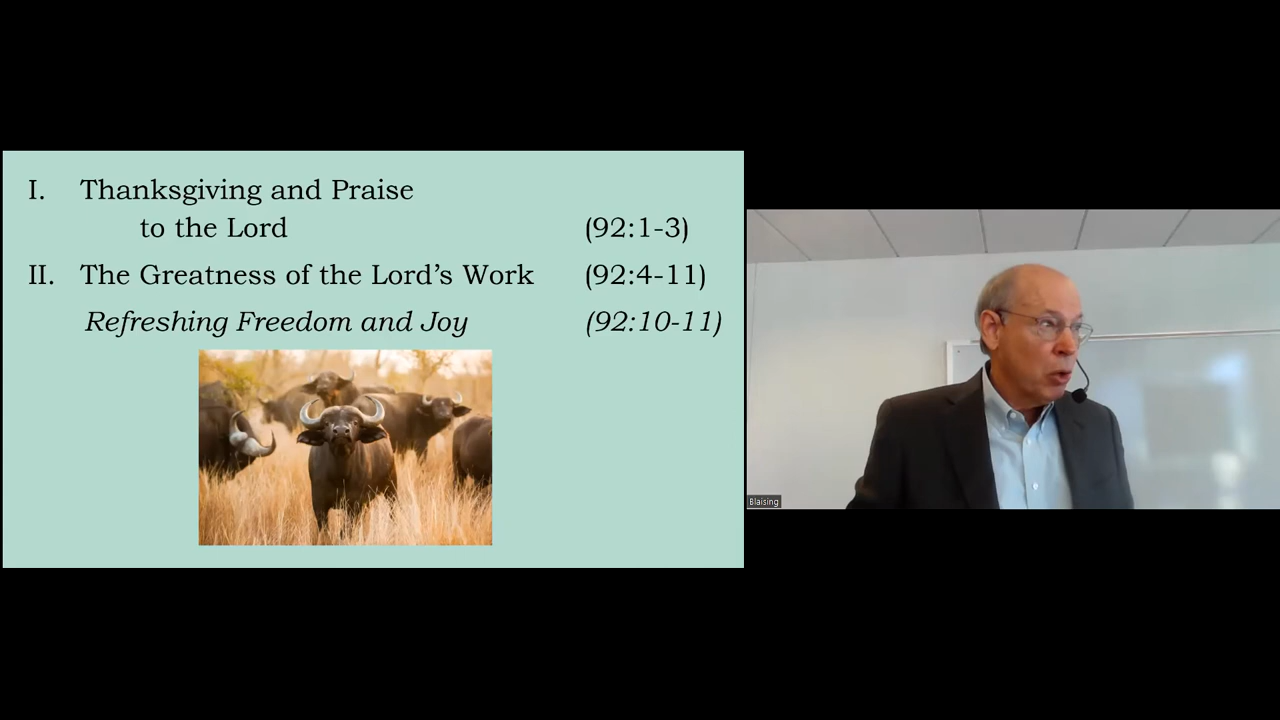 I. Thanksgiving and Praise
to the Lord (92:1-3)
II. The Greatness of the Lord’s Work (92:4-11)
Refreshing Freedom and Joy (92:10-11)
Blaising